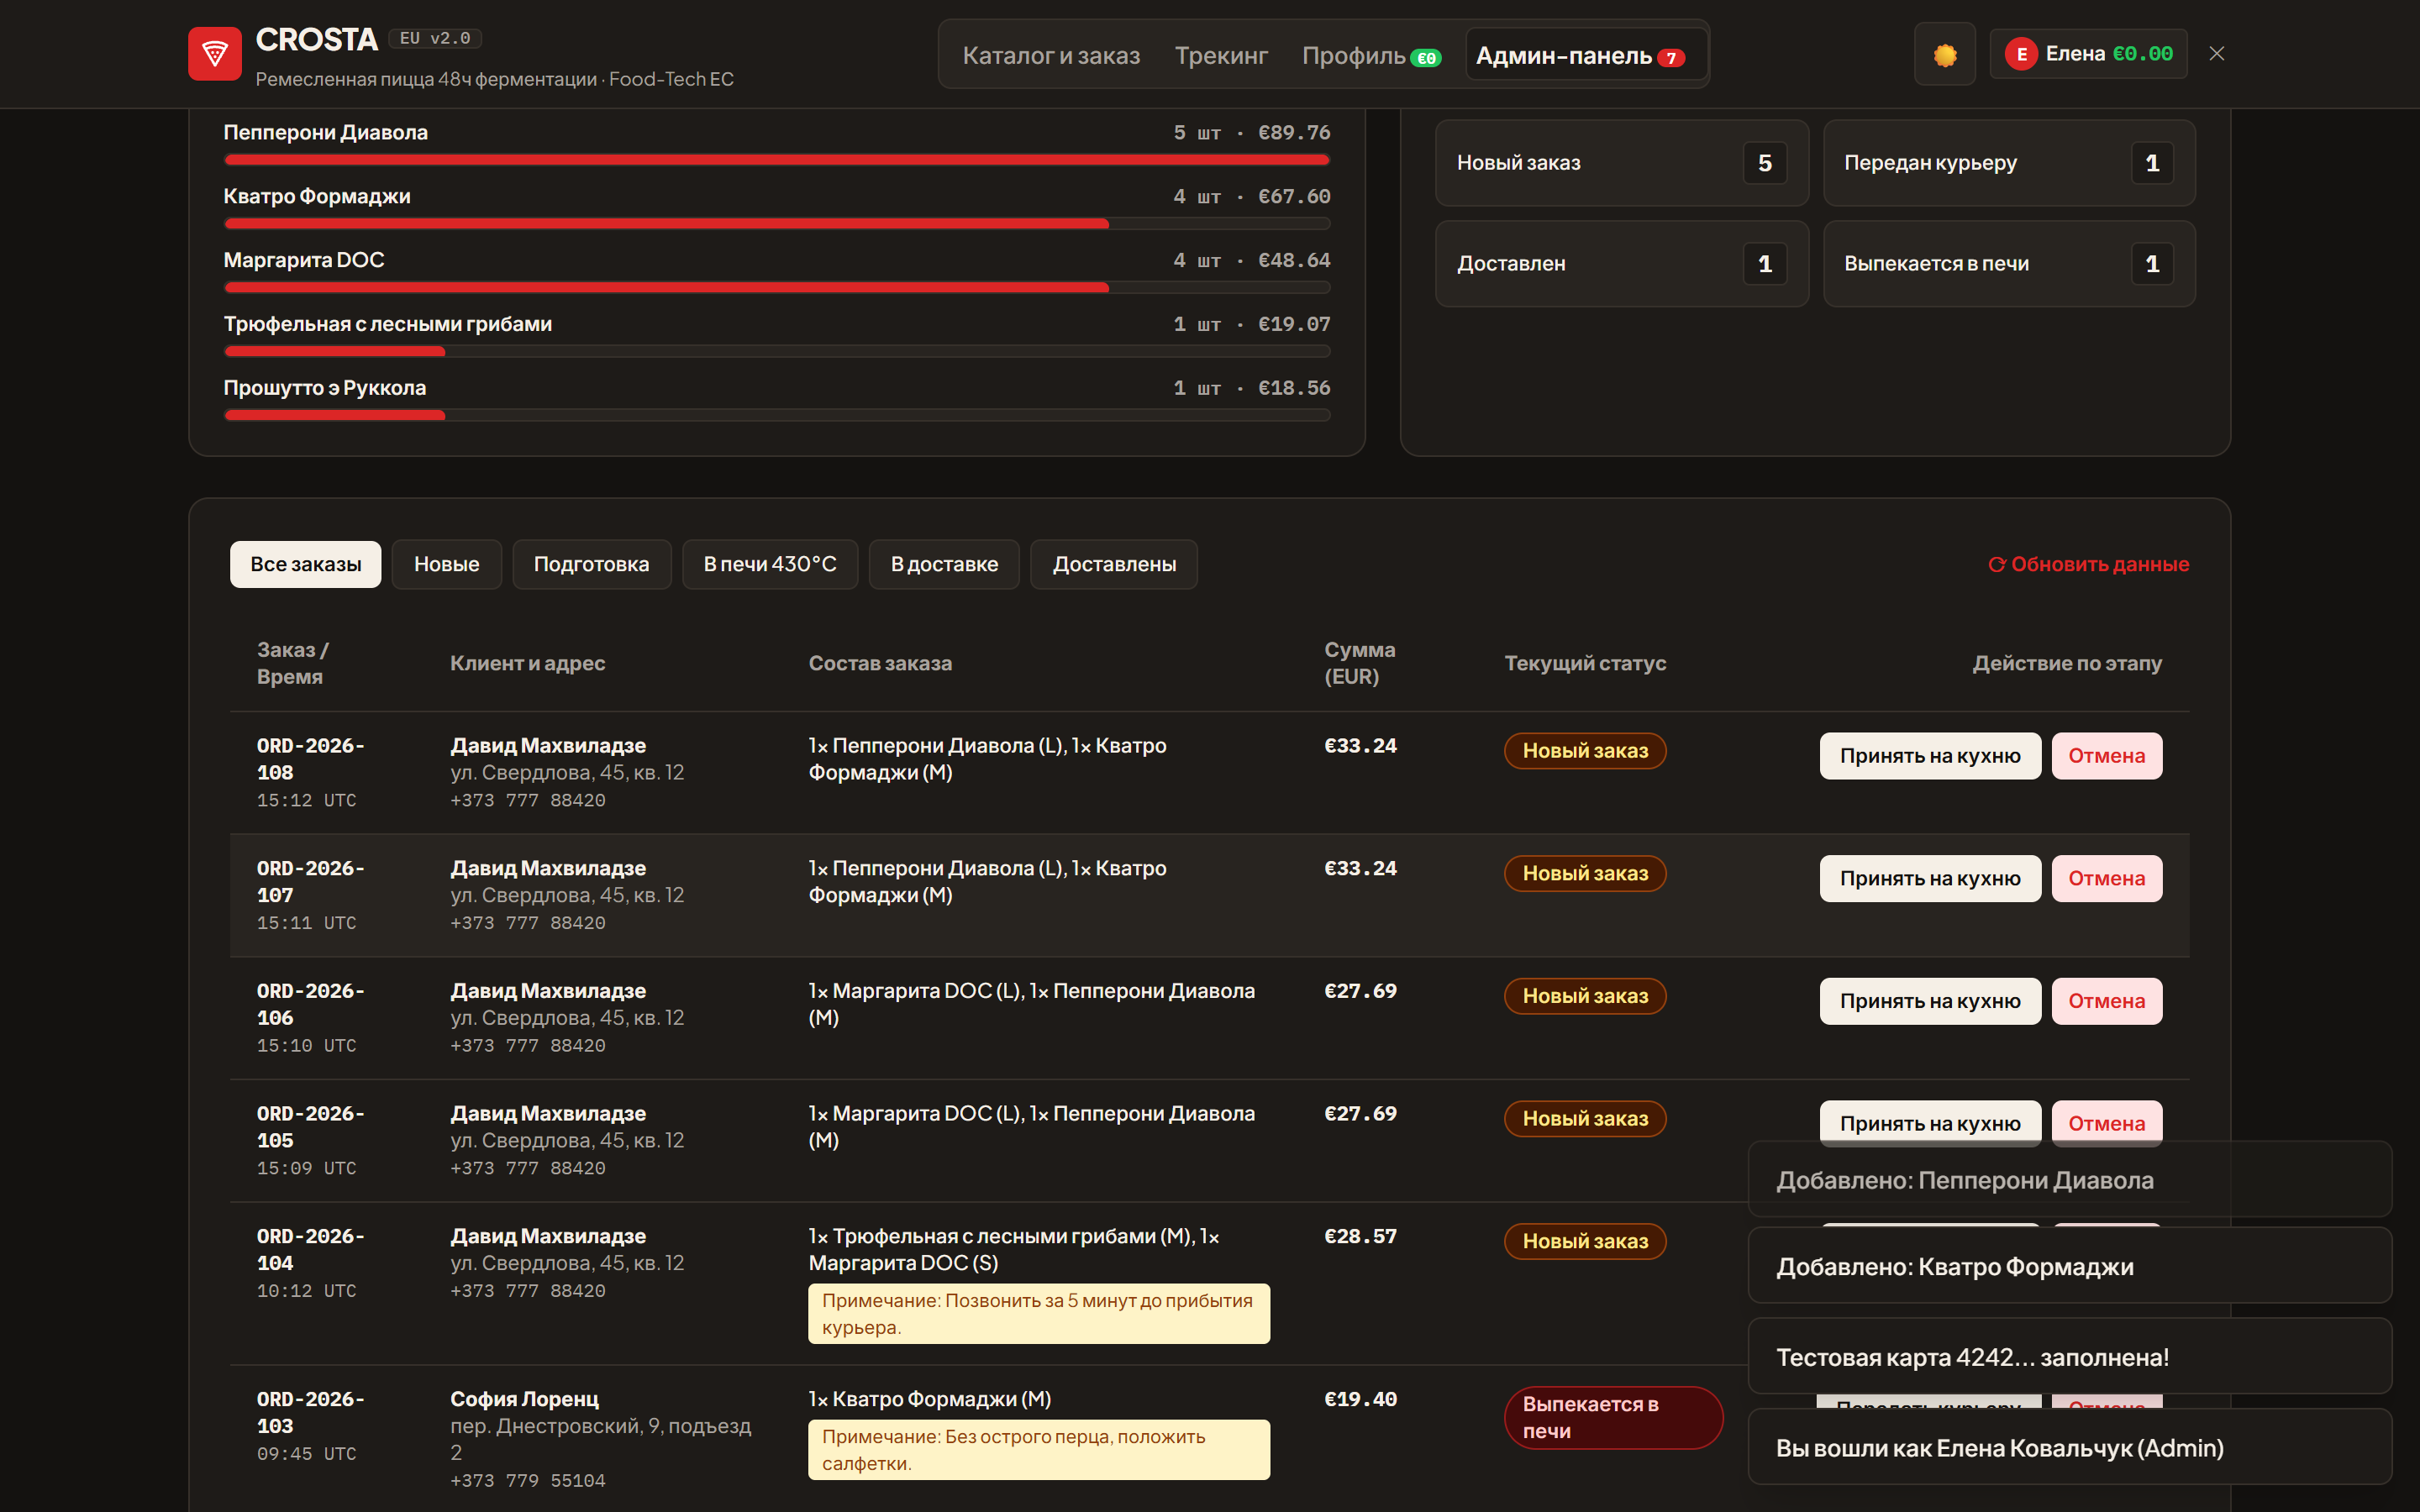 CROSTA EU v2.0
Ремесленная пицца 48ч ферментации · Food-Tech ЕС
Каталог и заказ Трекинг Профиль €0 Админ-панель 7
Е Елена €0.00 ×
Пепперони Диавола 5 шт · €89.76
Кватро Формаджи 4 шт · €67.60
Маргарита DOC 4 шт · €48.64
Трюфельная с лесными грибами 1 шт · €19.07
Прошутто э Руккола 1 шт · €18.56
Новый заказ 5
Передан курьеру 1
Доставлен 1
Выпекается в печи 1
Все заказы Новые Подготовка В печи 430°C В доставке Доставлены
⟳ Обновить данные
Заказ /
Время
Клиент и адрес
Состав заказа
Сумма
(EUR)
Текущий статус
Действие по этапу
ORD-2026-
108
15:12 UTC
Давид Махвиладзе
ул. Свердлова, 45, кв. 12
+373 777 88420
1× Пепперони Диавола (L), 1× Кватро
Формаджи (M)
€33.24
Новый заказ
Принять на кухню Отмена
ORD-2026-
107
15:11 UTC
Давид Махвиладзе
ул. Свердлова, 45, кв. 12
+373 777 88420
1× Пепперони Диавола (L), 1× Кватро
Формаджи (M)
€33.24
Новый заказ
Принять на кухню Отмена
ORD-2026-
106
15:10 UTC
Давид Махвиладзе
ул. Свердлова, 45, кв. 12
+373 777 88420
1× Маргарита DOC (L), 1× Пепперони Диавола
(M)
€27.69
Новый заказ
Принять на кухню Отмена
ORD-2026-
105
15:09 UTC
Давид Махвиладзе
ул. Свердлова, 45, кв. 12
+373 777 88420
1× Маргарита DOC (L), 1× Пепперони Диавола
(M)
€27.69
Новый заказ
Принять на кухню Отмена
ORD-2026-
104
10:12 UTC
Давид Махвиладзе
ул. Свердлова, 45, кв. 12
+373 777 88420
1× Трюфельная с лесными грибами (M), 1×
Маргарита DOC (S)
Примечание: Позвонить за 5 минут до прибытия
курьера.
€28.57
Новый заказ
ORD-2026-
103
09:45 UTC
София Лоренц
пер. Днестровский, 9, подъезд
2
+373 779 55104
1× Кватро Формаджи (M)
Примечание: Без острого перца, положить
салфетки.
€19.40
Выпекается в
печи
Добавлено: Пепперони Диавола
Добавлено: Кватро Формаджи
Тестовая карта 4242... заполнена!
Вы вошли как Елена Ковальчук (Admin)